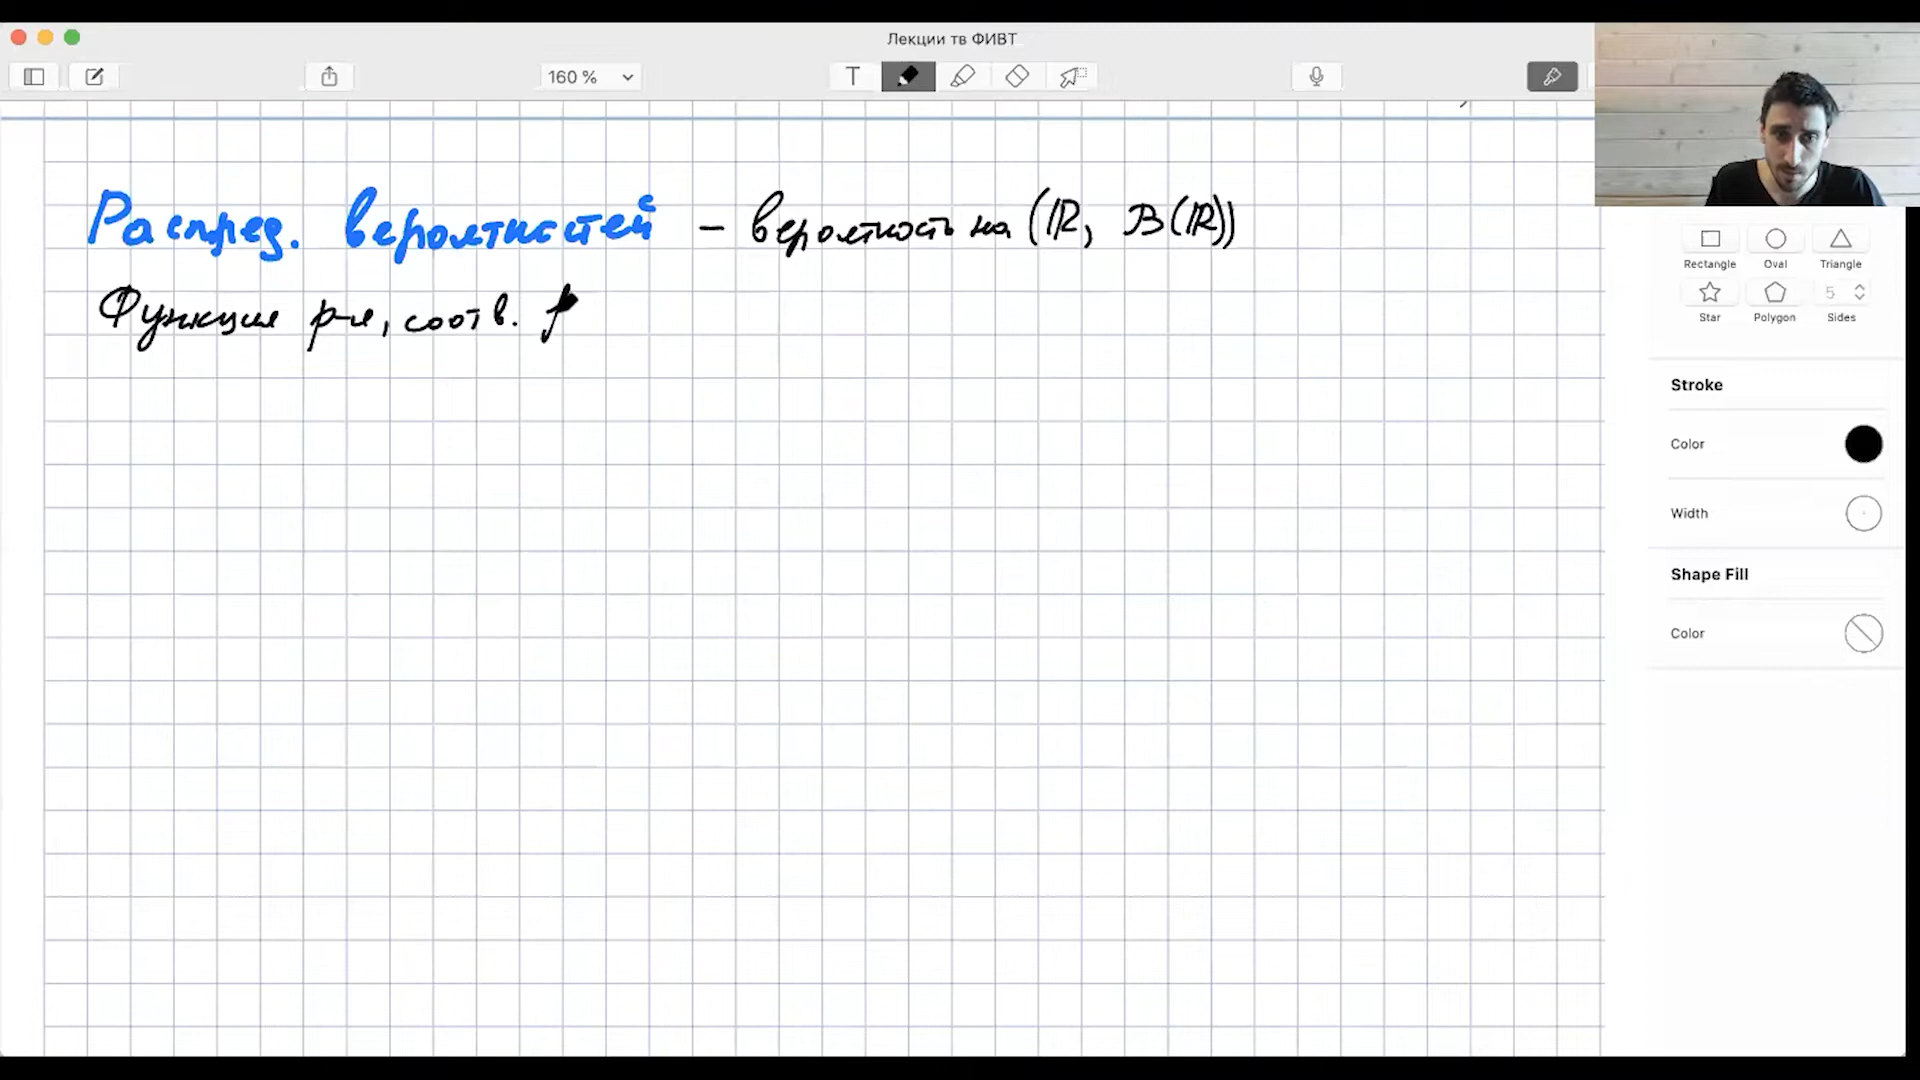 Лекции тв ФИВТ
160 %
T
Распред. вероятностей – вероятность на (ℝ, ℬ(ℝ))
Функция р-я, соотв.
Rectangle Oval Triangle
5
Star Polygon Sides
Stroke
Color
Width
Shape Fill
Color